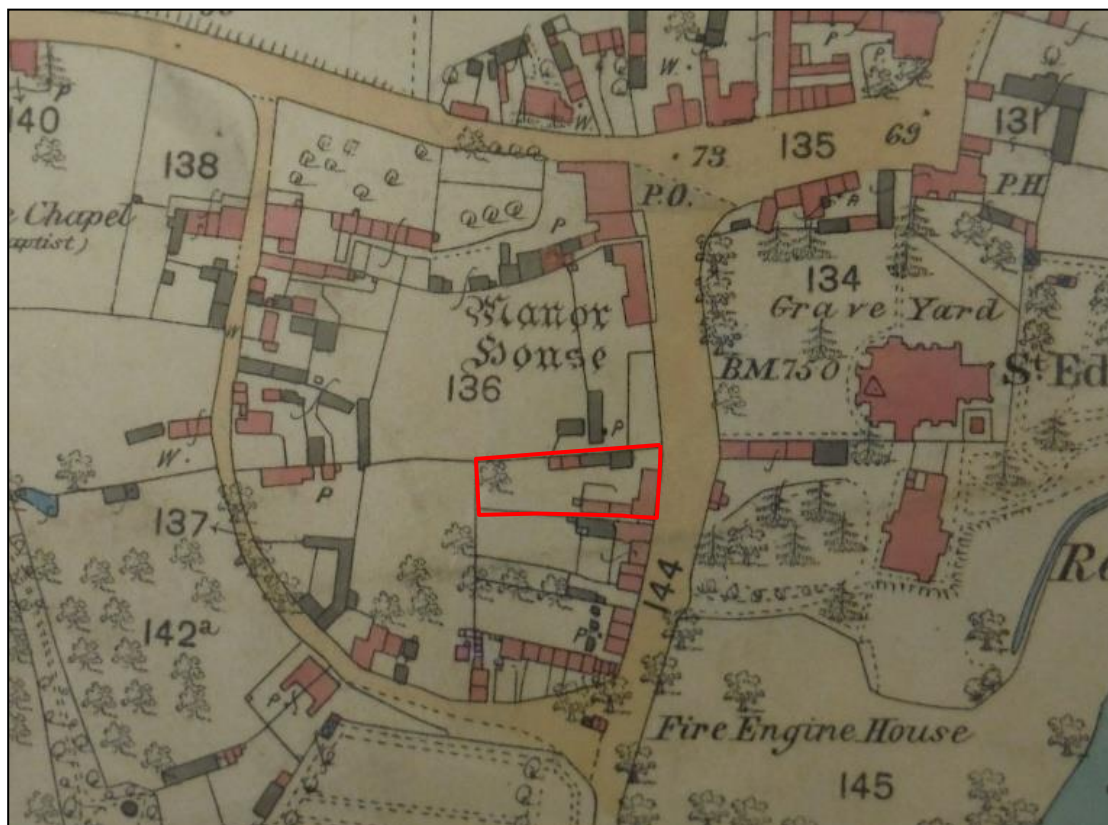 W.
P
140
138
P
W.
73
135
69
131
P.H.
P.O.
e Chapel
aptist)
P
134
Grave Yard
Manor
House
W
136
B.M. 75·0
St. Ed
P
W.
P
137
144
Re
142a
P
P
Fire Engine House
145